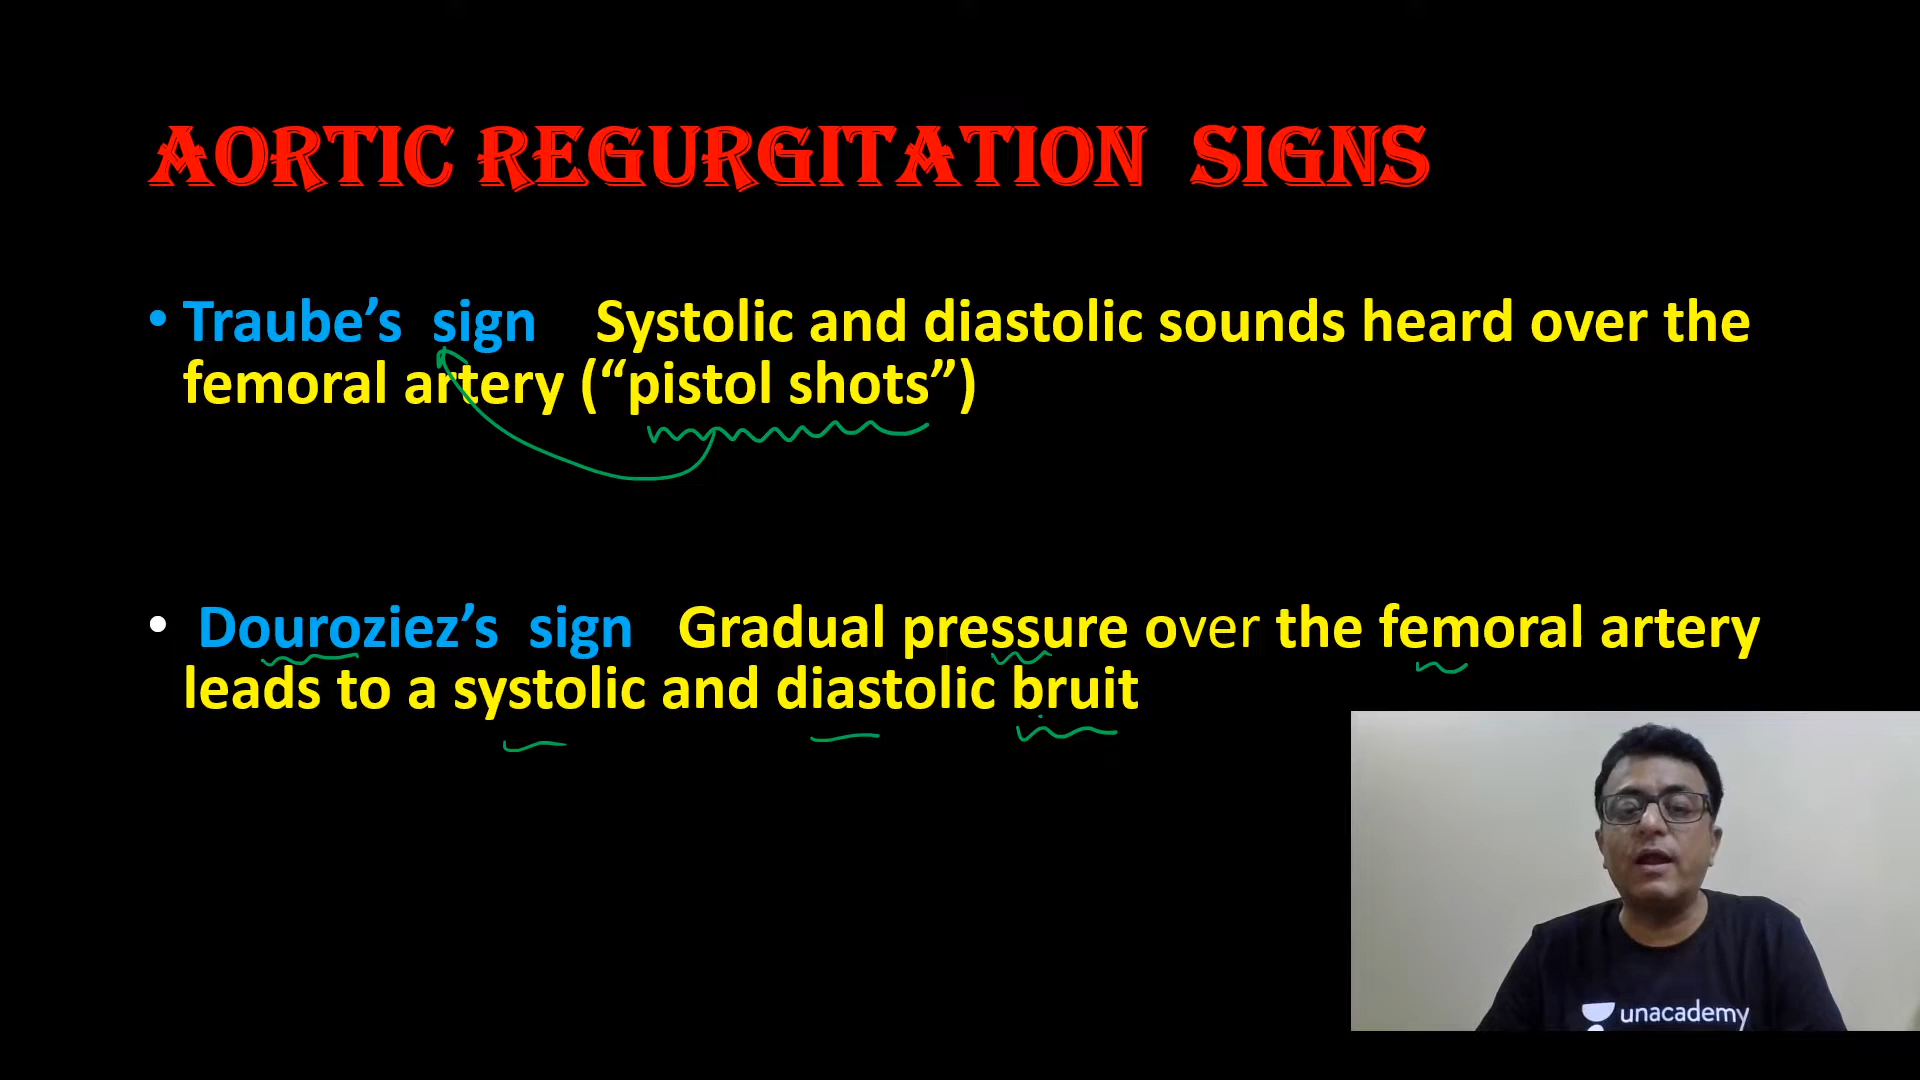 AORTIC REGURGITATION SIGNS
• Traube’s sign Systolic and diastolic sounds heard over the
femoral artery (“pistol shots”)
• Douroziez’s sign Gradual pressure over the femoral artery
leads to a systolic and diastolic bruit
unacademy